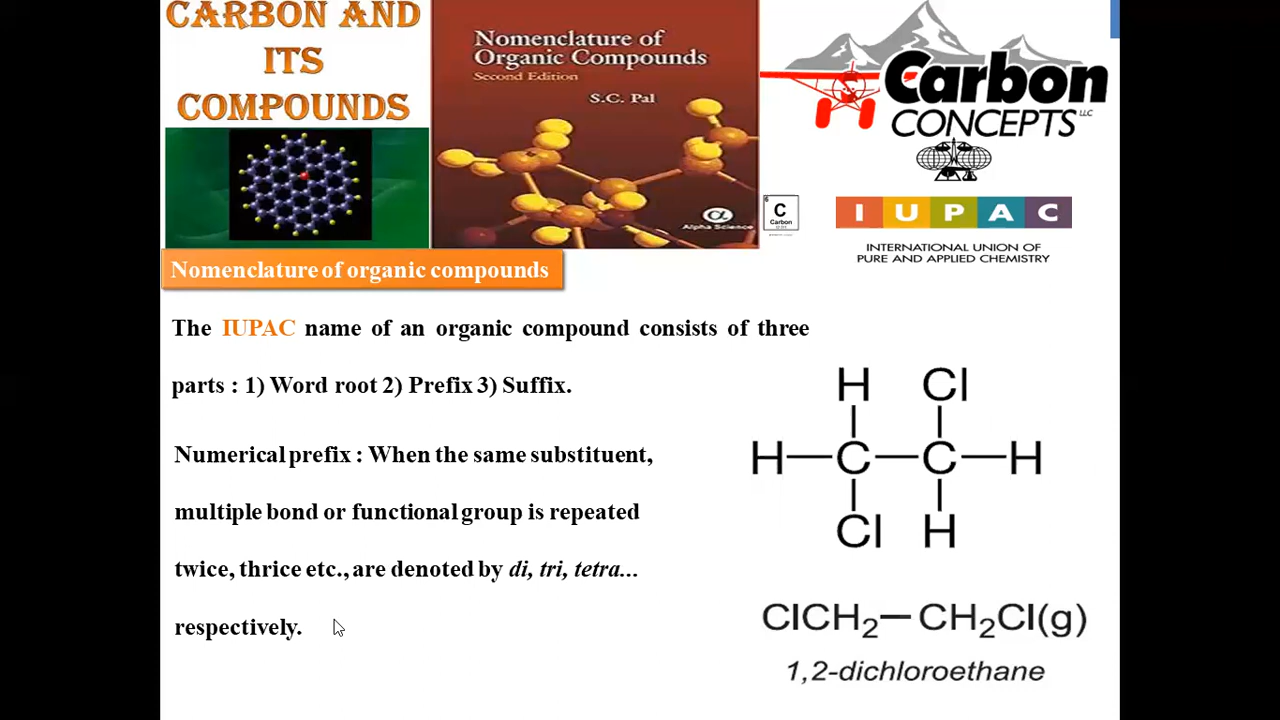 CARBON AND
ITS
COMPOUNDS
Nomenclature of
Organic Compounds
Second Edition
S.C. Pal
α
Alpha Science
Carbon
CONCEPTS LLC
6
C
Carbon
I U P A C
INTERNATIONAL UNION OF
PURE AND APPLIED CHEMISTRY
Nomenclature of organic compounds
The IUPAC name of an organic compound consists of three
parts : 1) Word root 2) Prefix 3) Suffix.
Numerical prefix : When the same substituent,
multiple bond or functional group is repeated
twice, thrice etc., are denoted by di, tri, tetra...
respectively.
H Cl
H—C—C—H
Cl H
ClCH₂—CH₂Cl(g)
1,2-dichloroethane